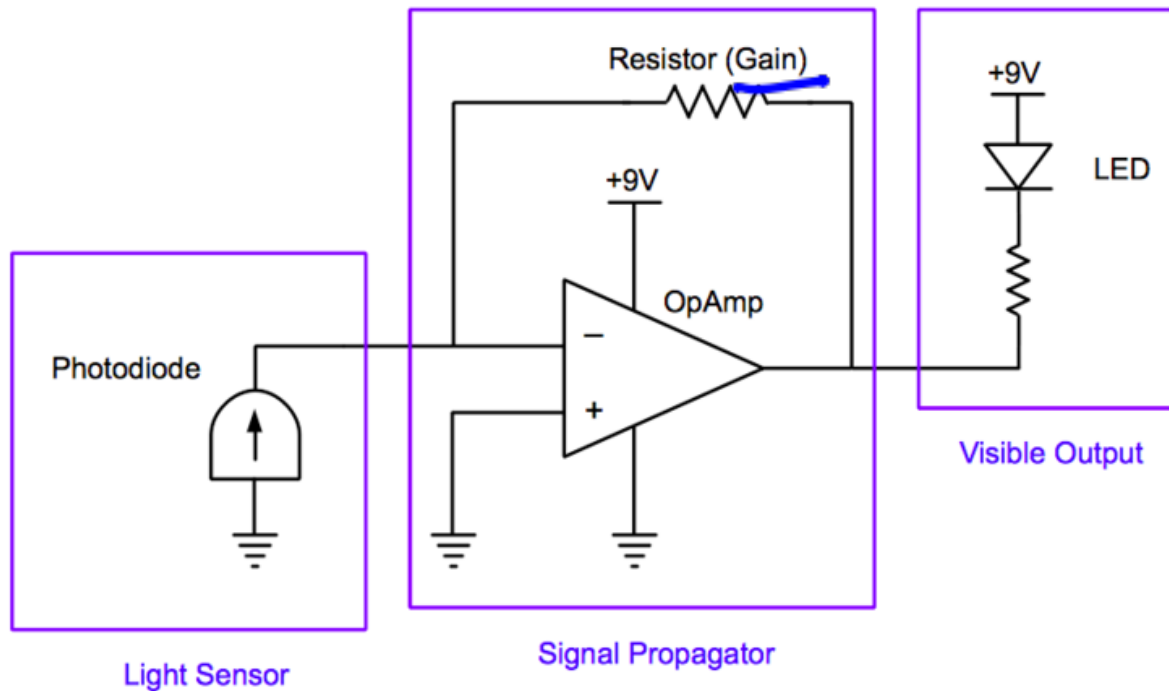 Resistor (Gain)
+9V
+9V
LED
OpAmp
−
+
Photodiode
Visible Output
Signal Propagator
Light Sensor